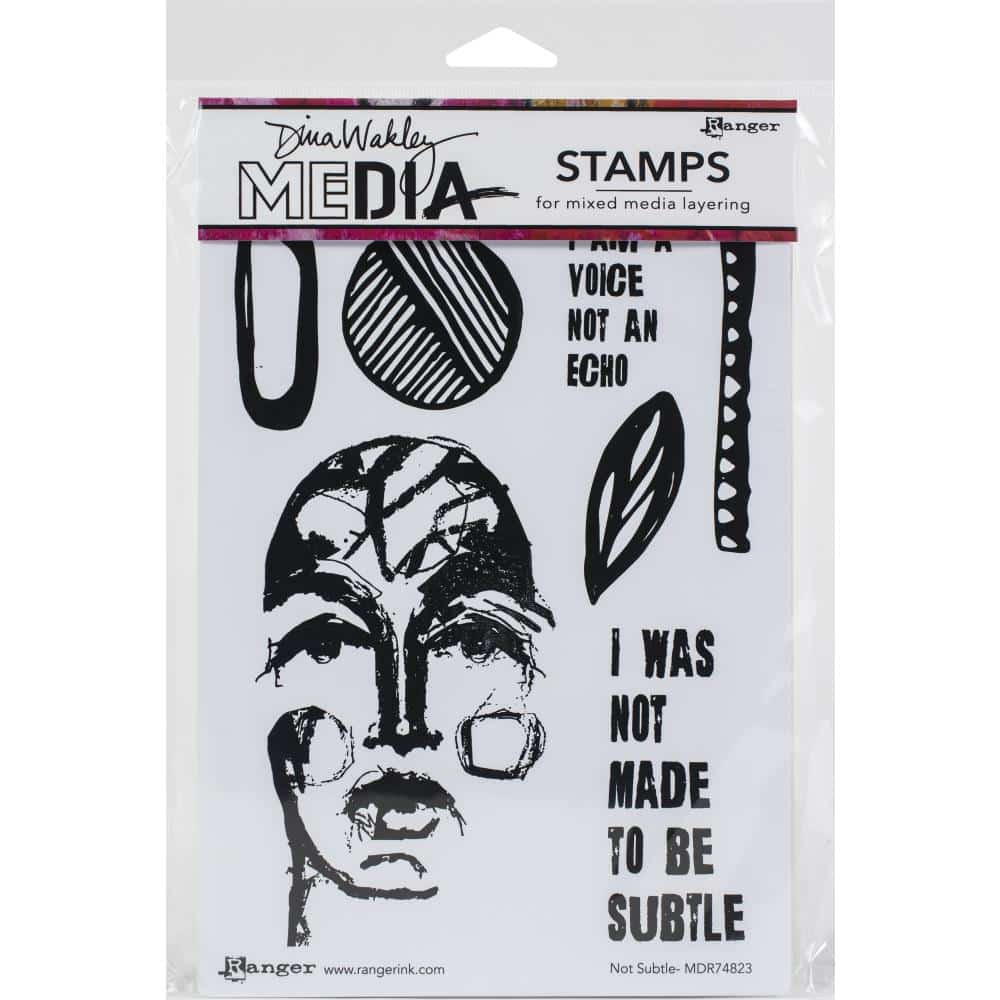 Dina Wakley
MEDIA
Ranger
STAMPS
for mixed media layering
I AM A
VOICE
NOT AN
ECHO
I WAS
NOT
MADE
TO BE
SUBTLE
Ranger www.rangerink.com
Not Subtle- MDR74823